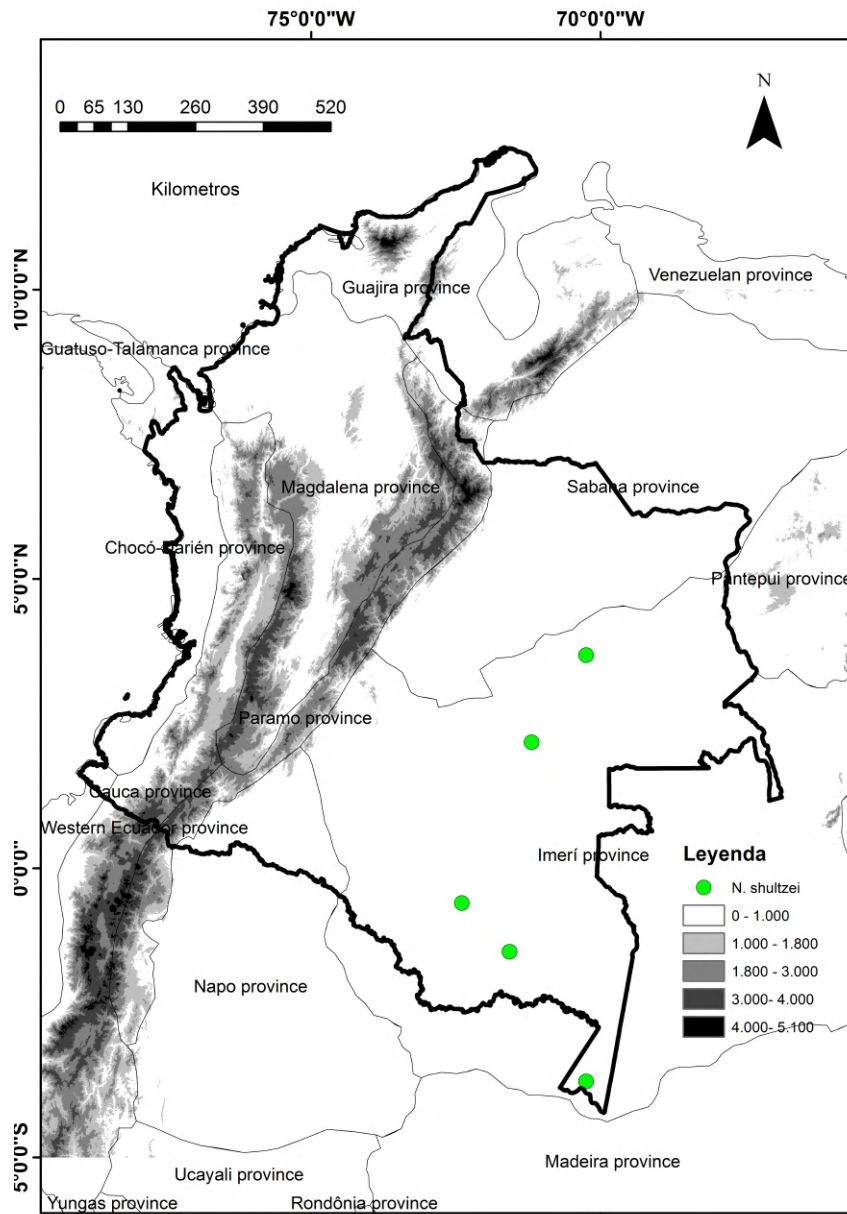 75°0'0"W 70°0'0"W
N
0 65 130 260 390 520
Kilometros
10°0'0"N
Venezuelan province
Guajira province
Guatuso-Talamanca province
Magdalena province
Sabana province
Chocó-Darién province
5°0'0"N
Pantepui province
Paramo province
Cauca province
Western Ecuador province
0°0'0"
Imerí province
Leyenda
N. shultzei
0 - 1.000
1.000 - 1.800
1.800 - 3.000
3.000- 4.000
4.000- 5.100
Napo province
5°0'0"S
Madeira province
Ucayali province
Yungas province
Rondônia province